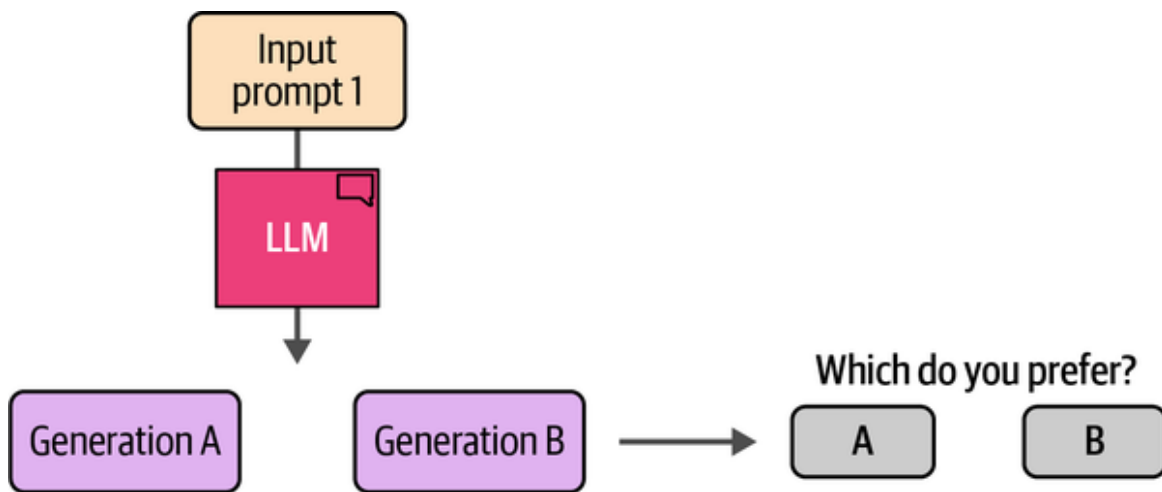 Input
prompt 1
LLM
Which do you prefer?
Generation A
Generation B
A
B